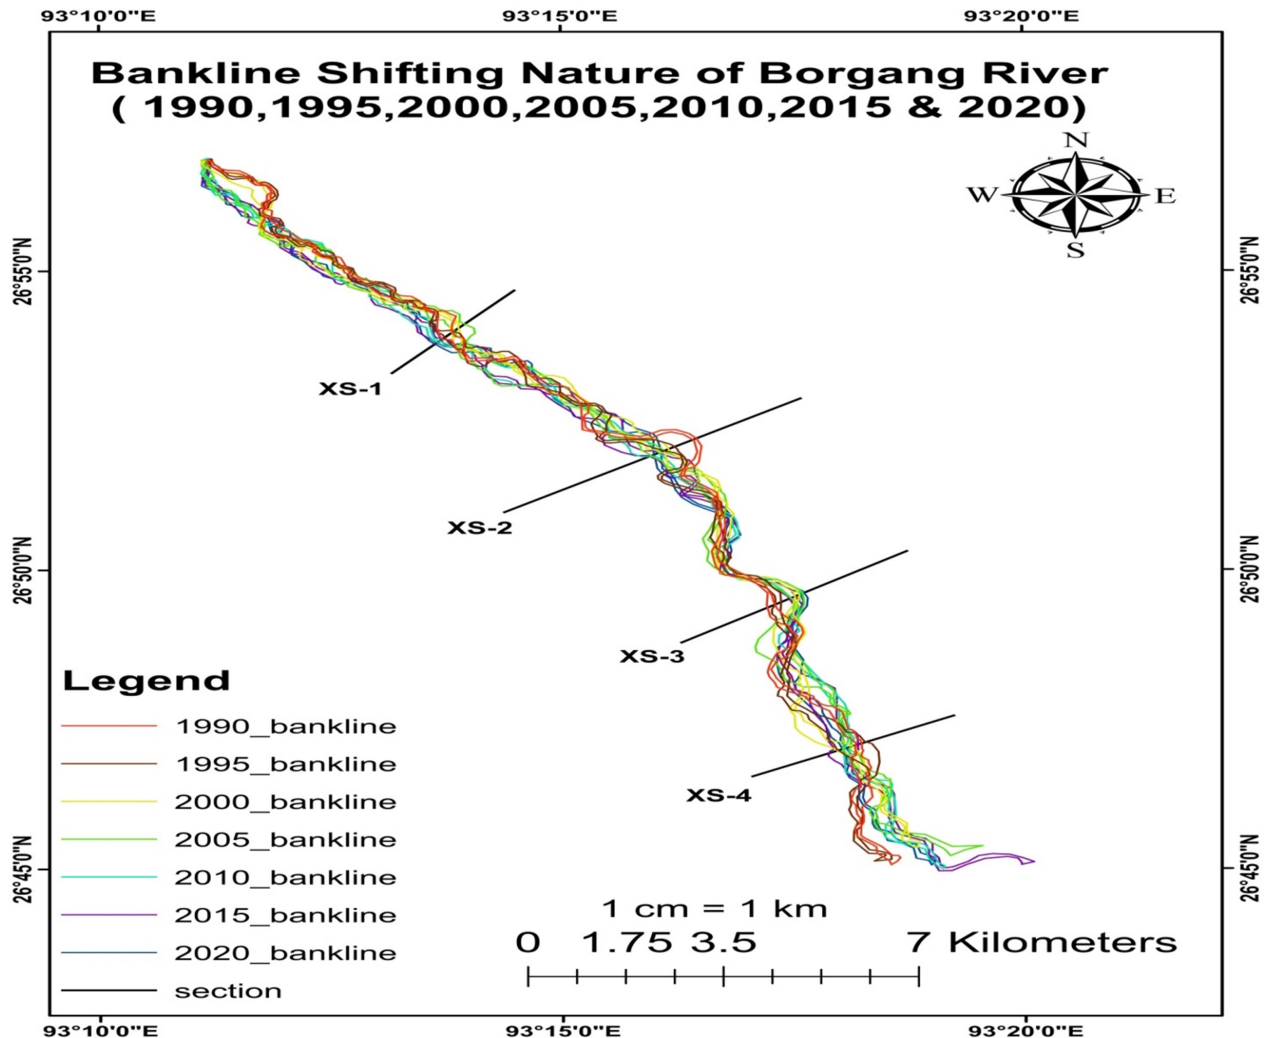 93°10'0"E 93°15'0"E 93°20'0"E
Bankline Shifting Nature of Borgang River
( 1990,1995,2000,2005,2010,2015 & 2020)
N
W E
S
26°55'0"N 26°55'0"N
XS-1
XS-2
26°50'0"N 26°50'0"N
XS-3
XS-4
26°45'0"N 26°45'0"N
Legend
1990_bankline
1995_bankline
2000_bankline
2005_bankline
2010_bankline
2015_bankline
2020_bankline
section
1 cm = 1 km
0 1.75 3.5 7 Kilometers
93°10'0"E 93°15'0"E 93°20'0"E